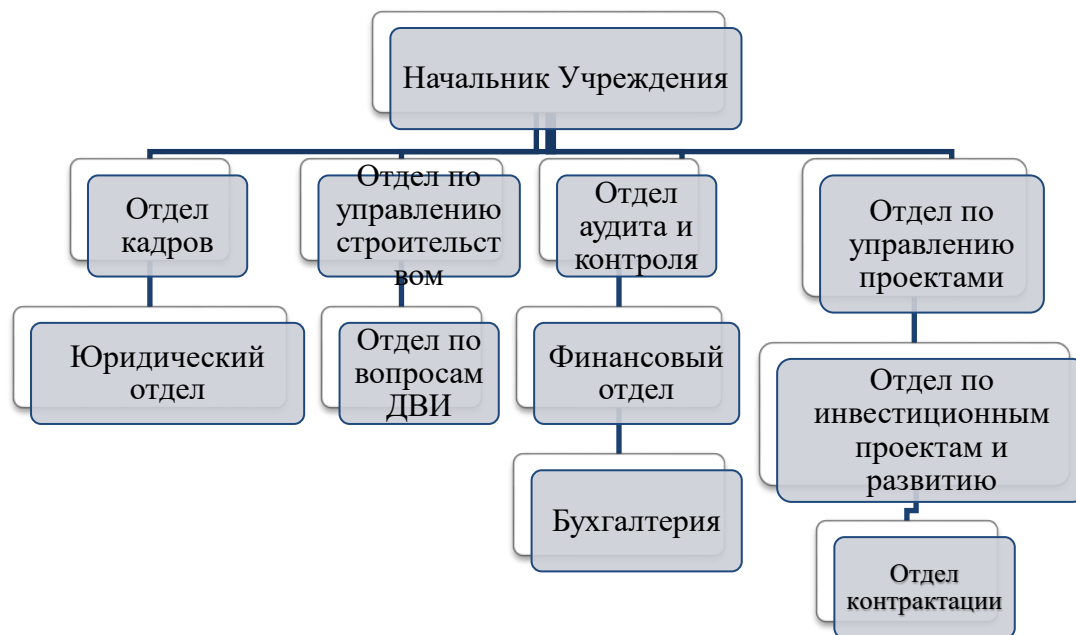 Начальник Учреждения
Отдел
кадров
Отдел по
управлению
строительст
вом
Отдел
аудита и
контроля
Отдел по
управлению
проектами
Юридический
отдел
Отдел по
вопросам
ДВИ
Финансовый
отдел
Отдел по
инвестиционным
проектам и
развитию
Бухгалтерия
Отдел
контрактации